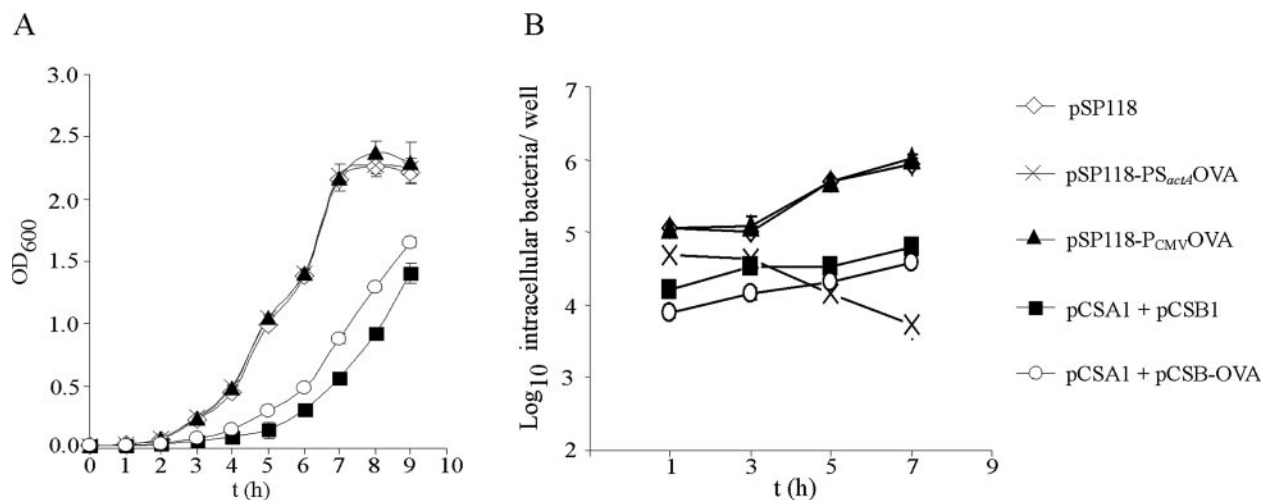 A
B
OD600
3.0
2.5
2.0
1.5
1.0
0.5
0.0
0 1 2 3 4 5 6 7 8 9 10
t (h)
Log10 intracellular bacteria/ well
7
6
5
4
3
2
1 3 5 7 9
t (h)
pSP118
pSP118-PSactAOVA
pSP118-PCMVOVA
pCSA1 + pCSB1
pCSA1 + pCSB-OVA